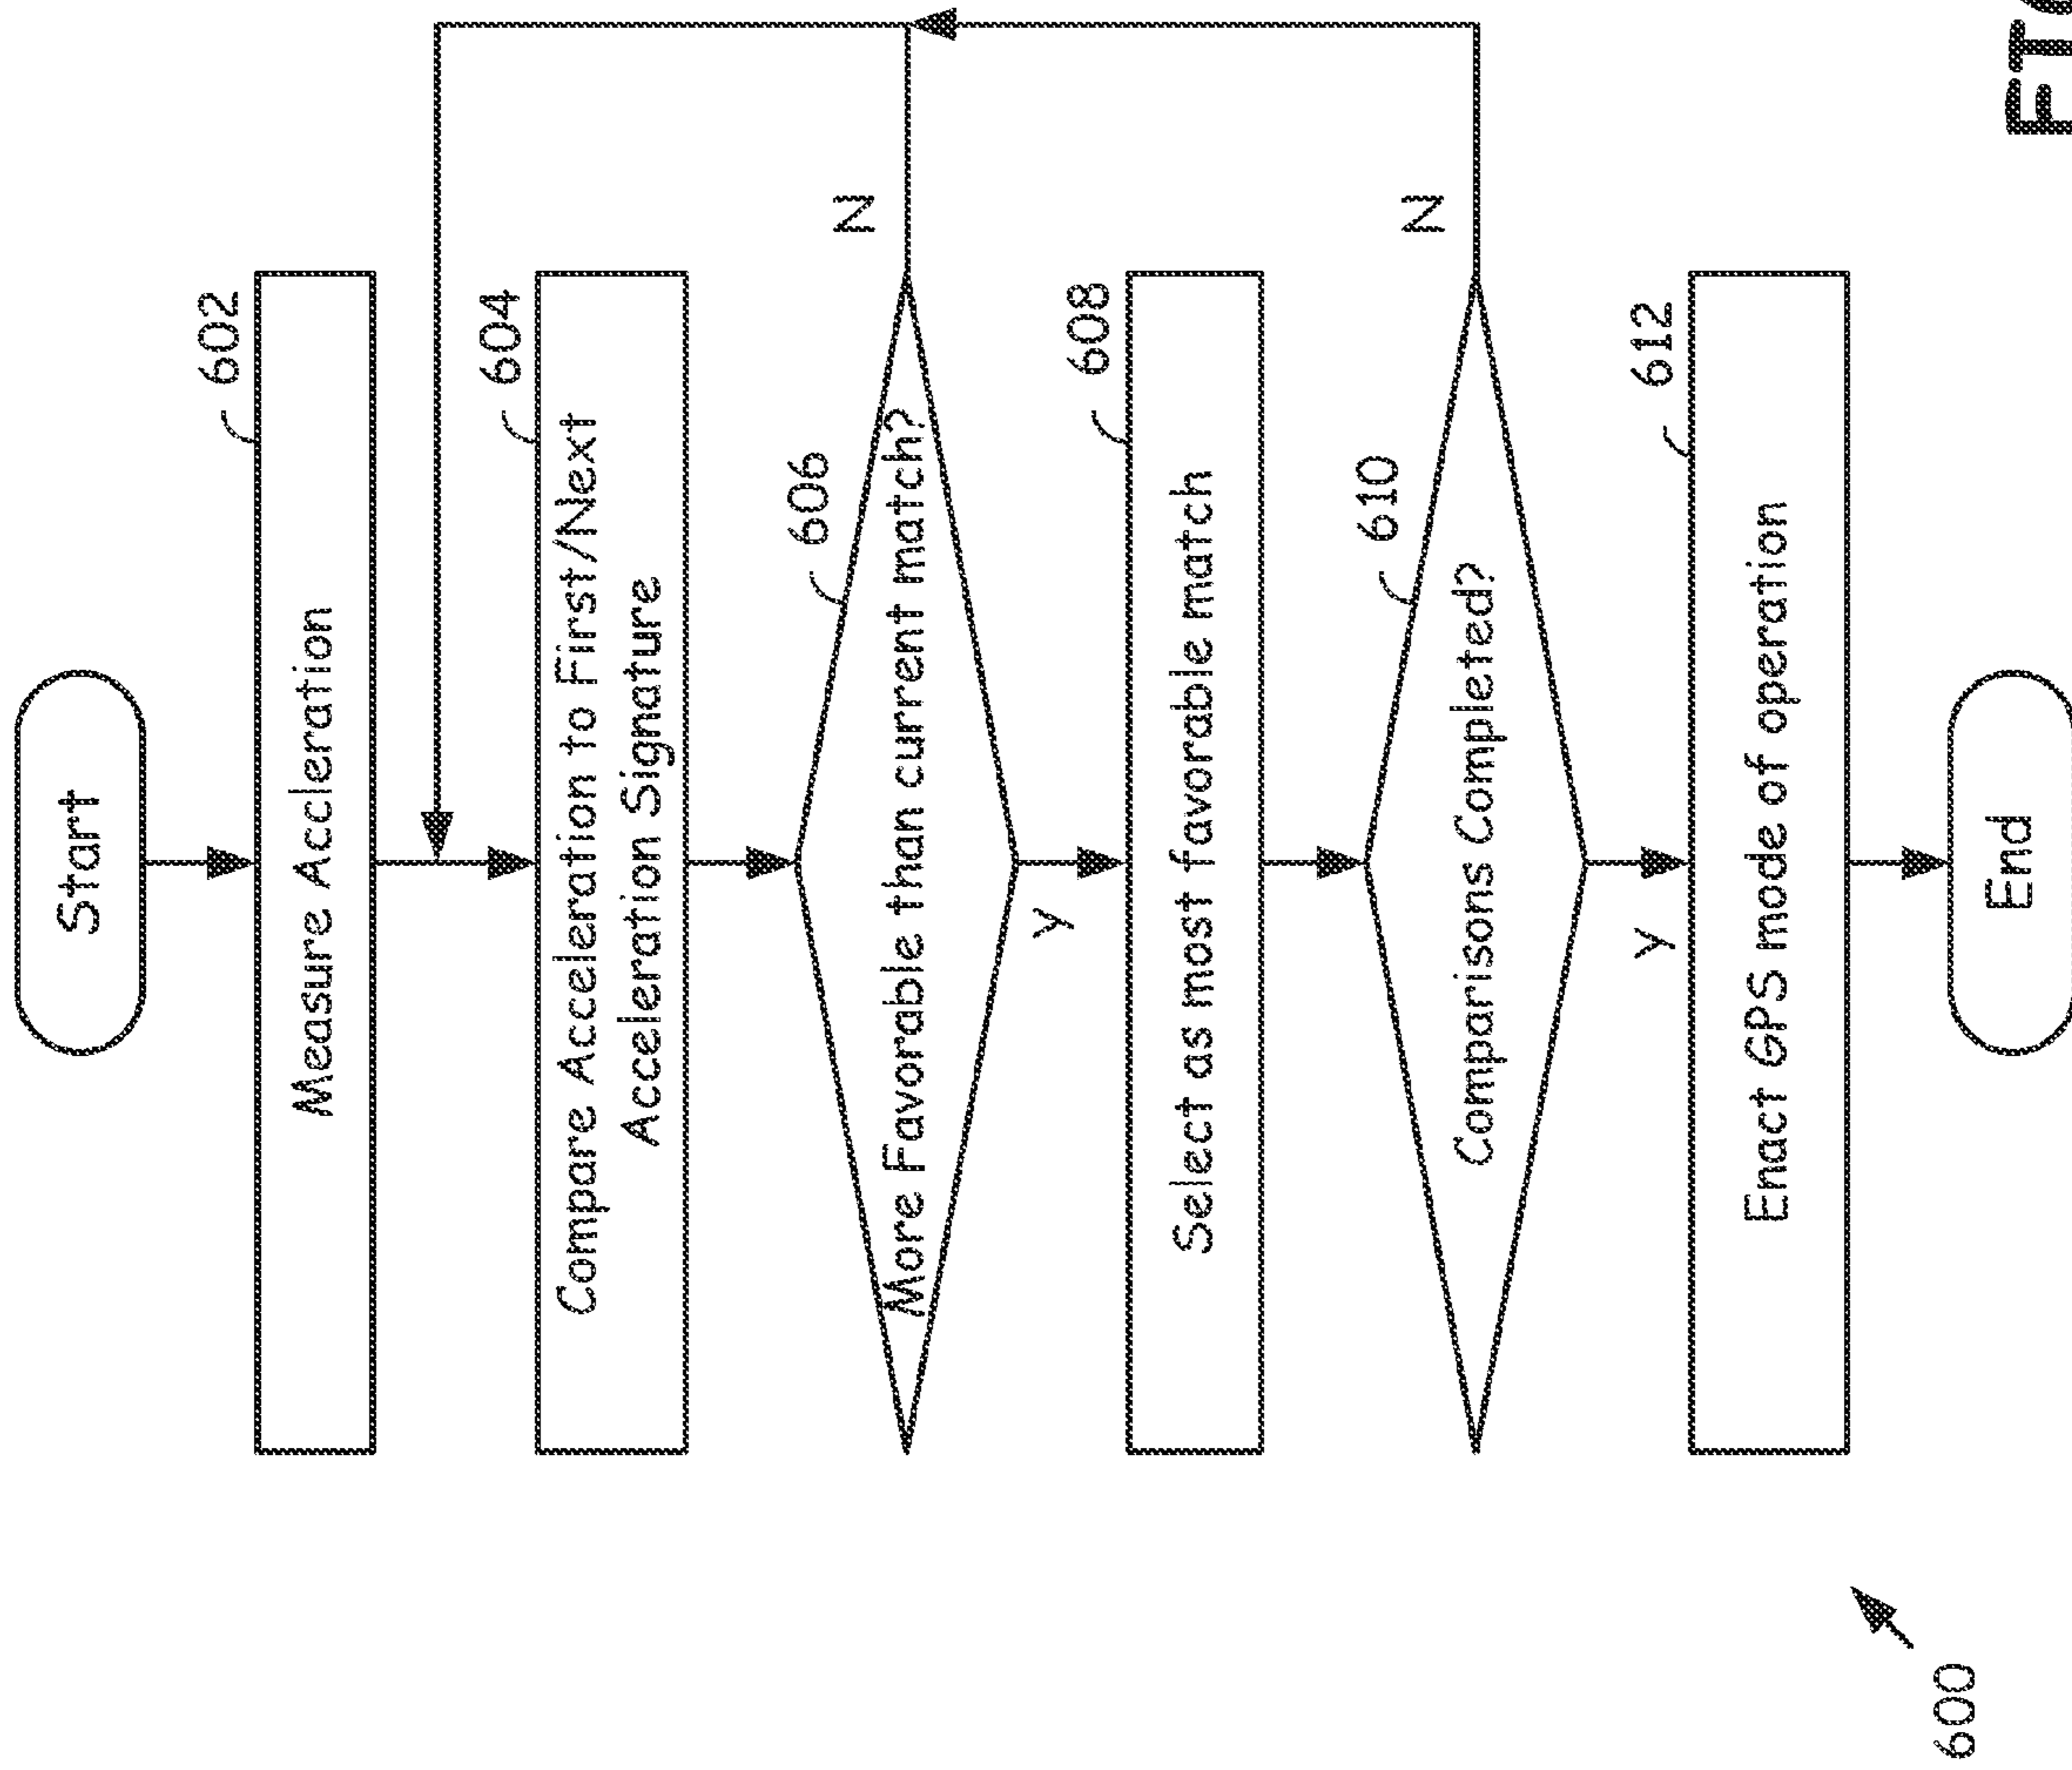 Start
602
Measure Accleration
604
Compare Acceleration to First/Next
Acceleration Signature
606
More Favorable than current match?
N
Y
608
Select as most favorable match
610
Comparisons Completed?
N
Y
612
Enact GPS mode of operation
End
600